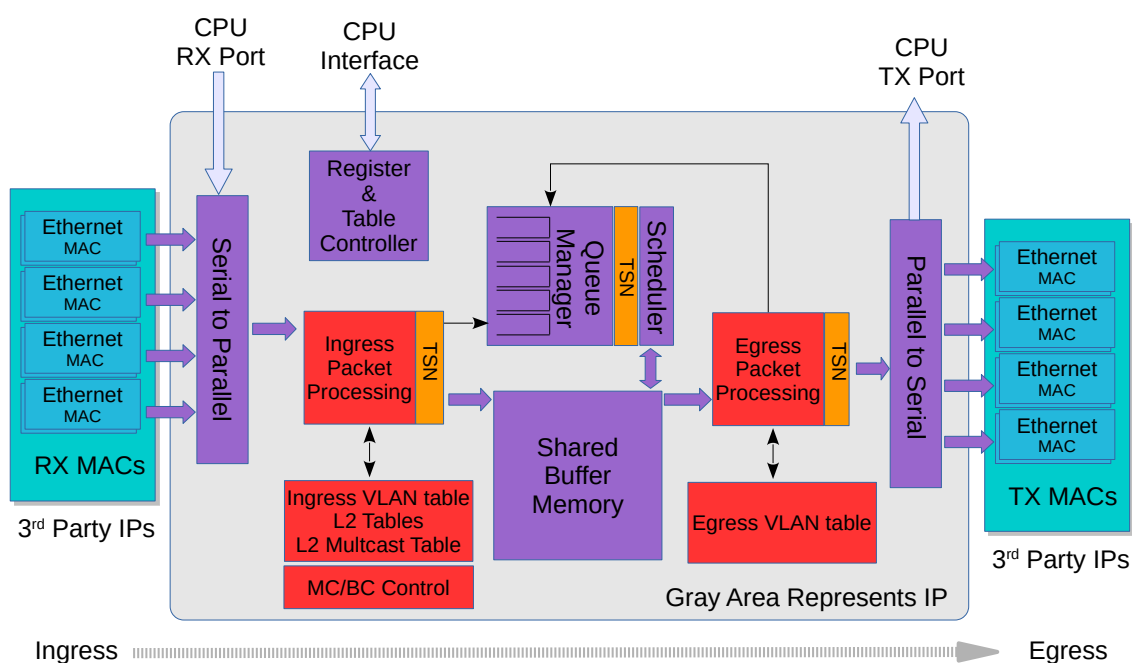 CPU
RX Port
CPU
Interface
CPU
TX Port
Register
&
Table
Controller
Ethernet
MAC
Ethernet
MAC
Ethernet
MAC
Ethernet
MAC
RX MACs
3rd Party IPs
Serial to Parallel
Ingress
Packet
Processing
TSN
Queue
Manager
TSN
Scheduler
Egress
Packet
Processing
TSN
Parallel to Serial
Ethernet
MAC
Ethernet
MAC
Ethernet
MAC
Ethernet
MAC
TX MACs
3rd Party IPs
Ingress VLAN table
L2 Tables
L2 Multcast Table
MC/BC Control
Shared
Buffer
Memory
Egress VLAN table
Gray Area Represents IP
Ingress
Egress